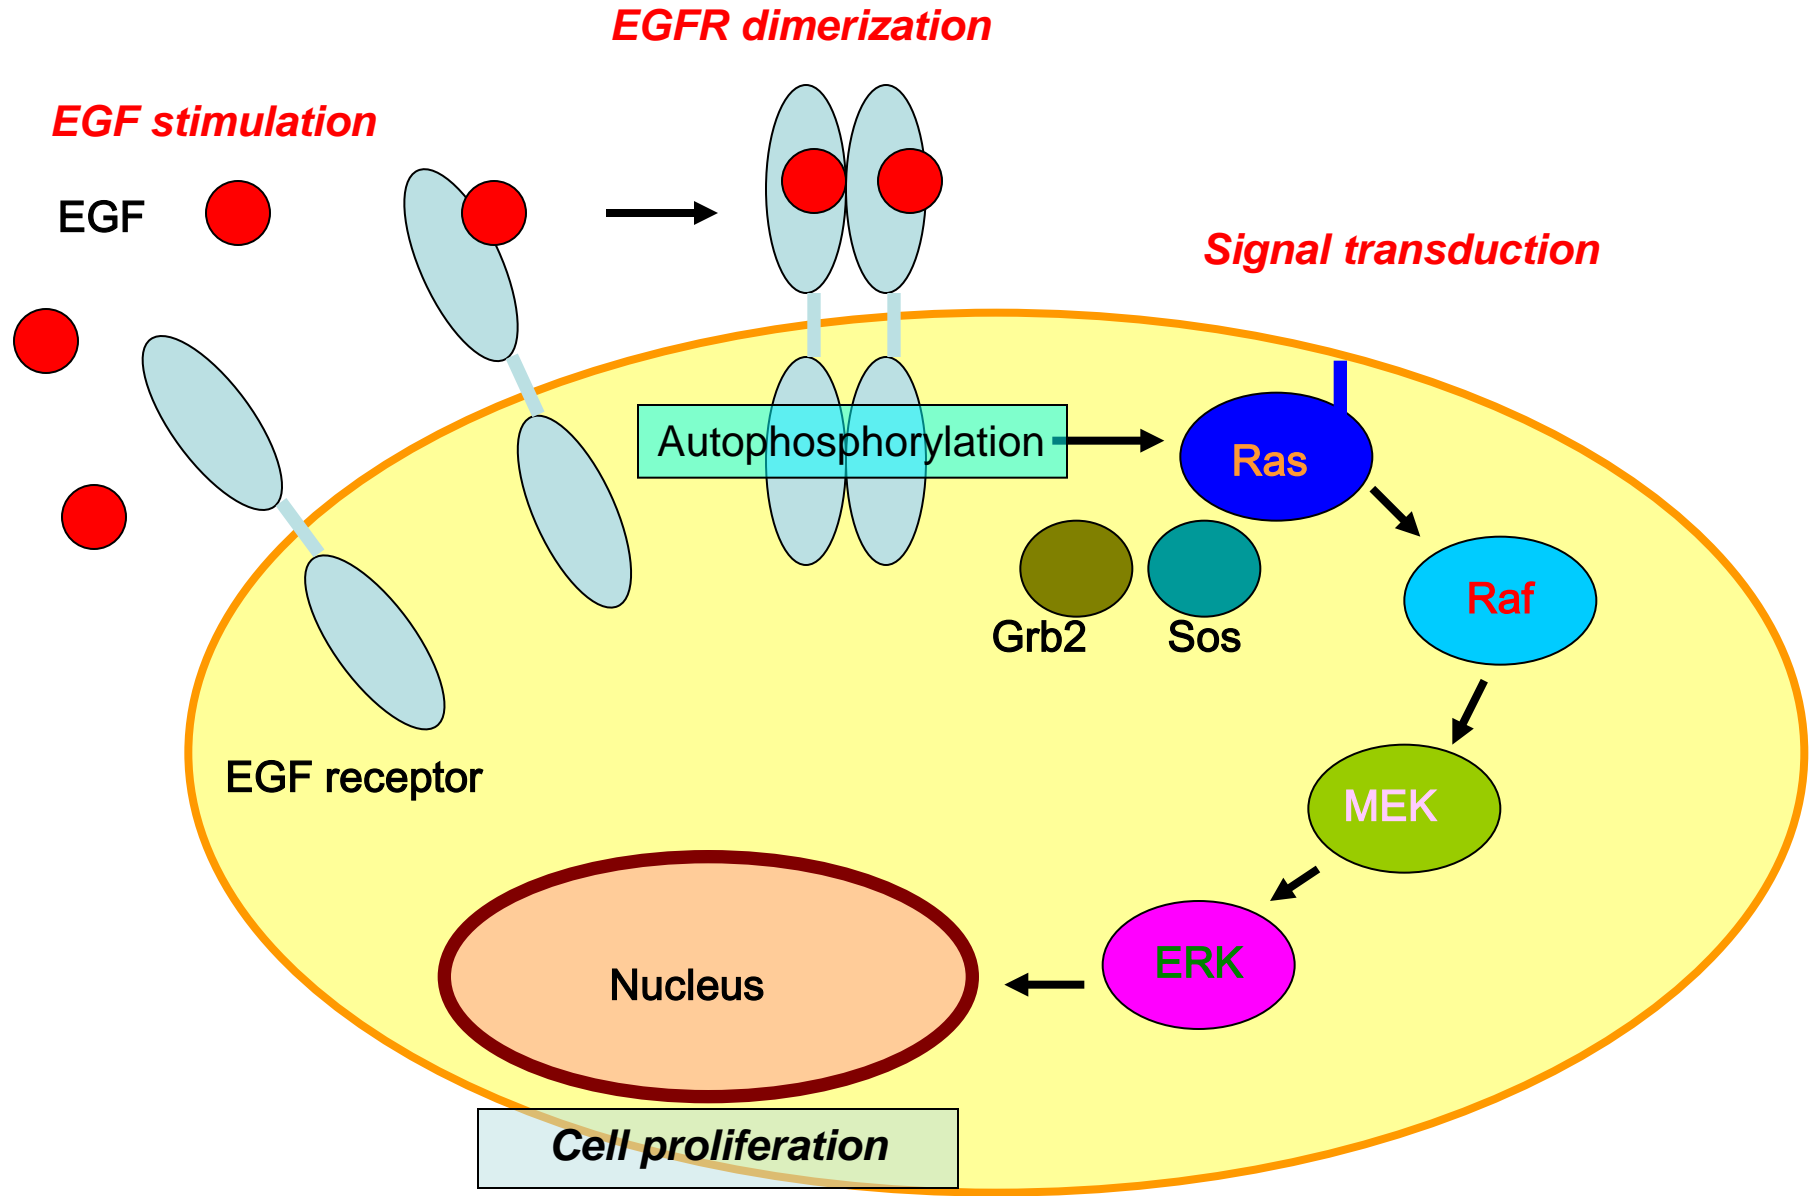 EGFR dimerization
EGF stimulation
EGF
Signal transduction
Autophosphorylation
Ras
Raf
Grb2
Sos
EGF receptor
MEK
ERK
Nucleus
Cell proliferation